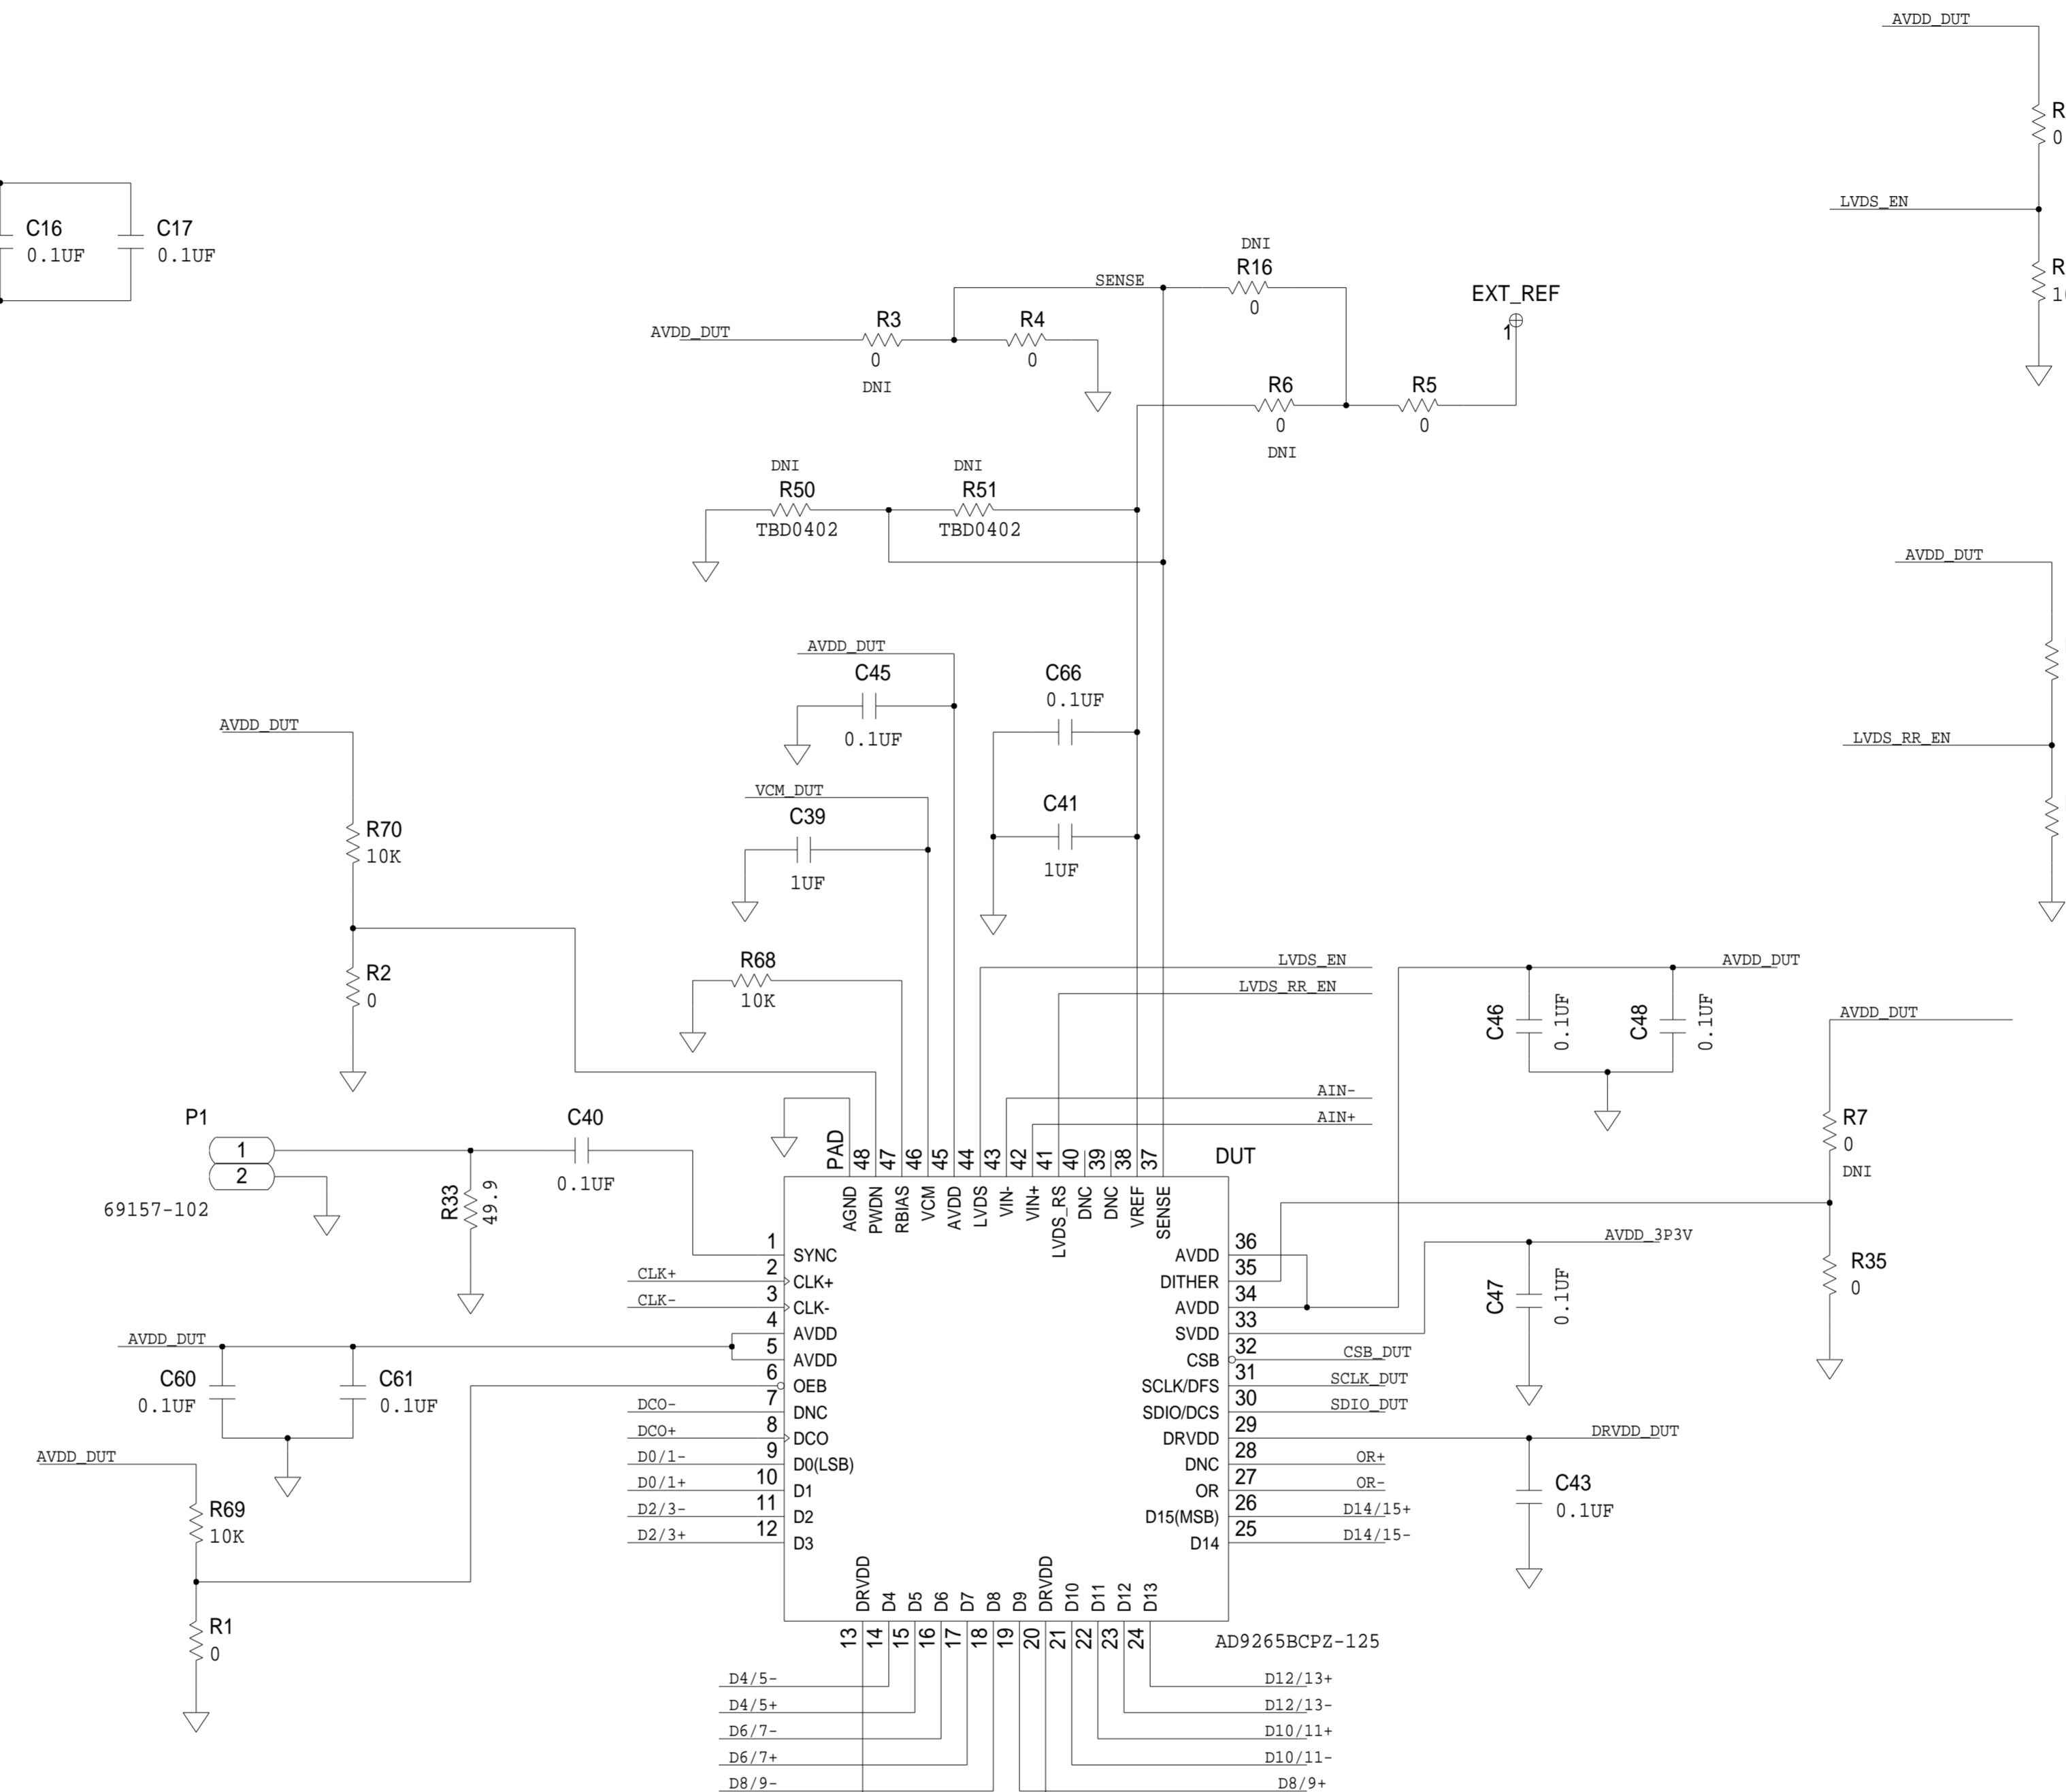 AVDD_DUT
R
0
LVDS_EN
R
C16
0.1UF
C17
0.1UF
DNI
R16
0
SENSE
EXT_REF
1
AVDD_DUT
R3
0
DNI
R4
0
R6
0
DNI
R5
0
DNI
R50
TBD0402
DNI
R51
TBD0402
AVDD_DUT
AVDD_DUT
C45
0.1UF
C66
0.1UF
AVDD_DUT
LVDS_RR_EN
VCM_DUT
C39
1UF
C41
1UF
R70
10K
R2
0
R68
10K
LVDS_EN
LVDS_RR_EN
AVDD_DUT
C46
0.1UF
C48
0.1UF
AVDD_DUT
AIN-
AIN+
R7
0
DNI
R35
0
P1
1
2
69157-102
C40
0.1UF
R33
49.9
DUT
PAD 48 47 46 45 44 43 42 41 40 39 38 37
AGND PWDN RBIAS VCM AVDD LVDS VIN- VIN+ LVDS_RS DNC DNC VREF SENSE
1 SYNC
CLK+ 2 CLK+
CLK- 3 CLK-
4 AVDD
AVDD_DUT 5 AVDD
6 OEB
DCO- 7 DNC
DCO+ 8 DCO
D0/1- 9 D0(LSB)
D0/1+ 10 D1
D2/3- 11 D2
D2/3+ 12 D3
C60
0.1UF
C61
0.1UF
AVDD_DUT
R69
10K
R1
0
AVDD 36
DITHER 35
AVDD 34
SVDD 33
CSB 32 CSB_DUT
SCLK/DFS 31 SCLK_DUT
SDIO/DCS 30 SDIO_DUT
DRVDD 29 DRVDD_DUT
DNC 28 OR+
OR 27 OR-
D15(MSB) 26 D14/15+
D14 25 D14/15-
AVDD_3P3V
C47
0.1UF
C43
0.1UF
DRVDD D4 D5 D6 D7 D8 D9 DRVDD D10 D11 D12 D13
13 14 15 16 17 18 19 20 21 22 23 24
AD9265BCPZ-125
D4/5- D12/13+
D4/5+ D12/13-
D6/7- D10/11+
D6/7+ D10/11-
D8/9- D8/9+